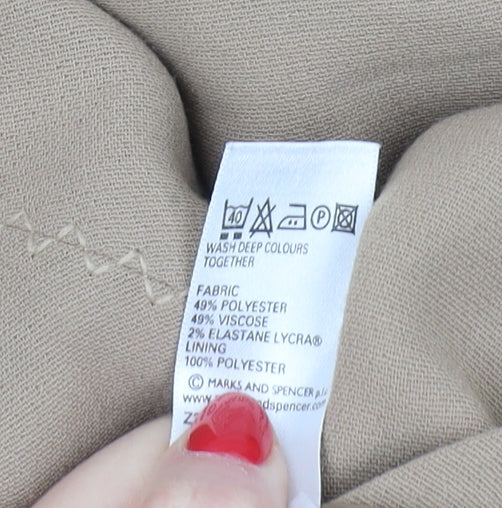 40 P
WASH DEEP COLOURS
TOGETHER
FABRIC
49% POLYESTER
49% VISCOSE
2% ELASTANE LYCRA®
LINING
100% POLYESTER
© MARKS AND SPENCER p.l.c.